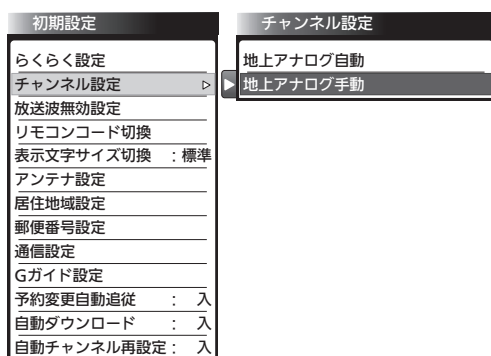 初期設定
らくらく設定
チャンネル設定 ▷
放送波無効設定
リモコンコード切換
表示文字サイズ切換 ：標準
アンテナ設定
居住地域設定
郵便番号設定
通信設定
Gガイド設定
予約変更自動追従 ： 入
自動ダウンロード ： 入
自動チャンネル再設定： 入
チャンネル設定
地上アナログ自動
地上アナログ手動